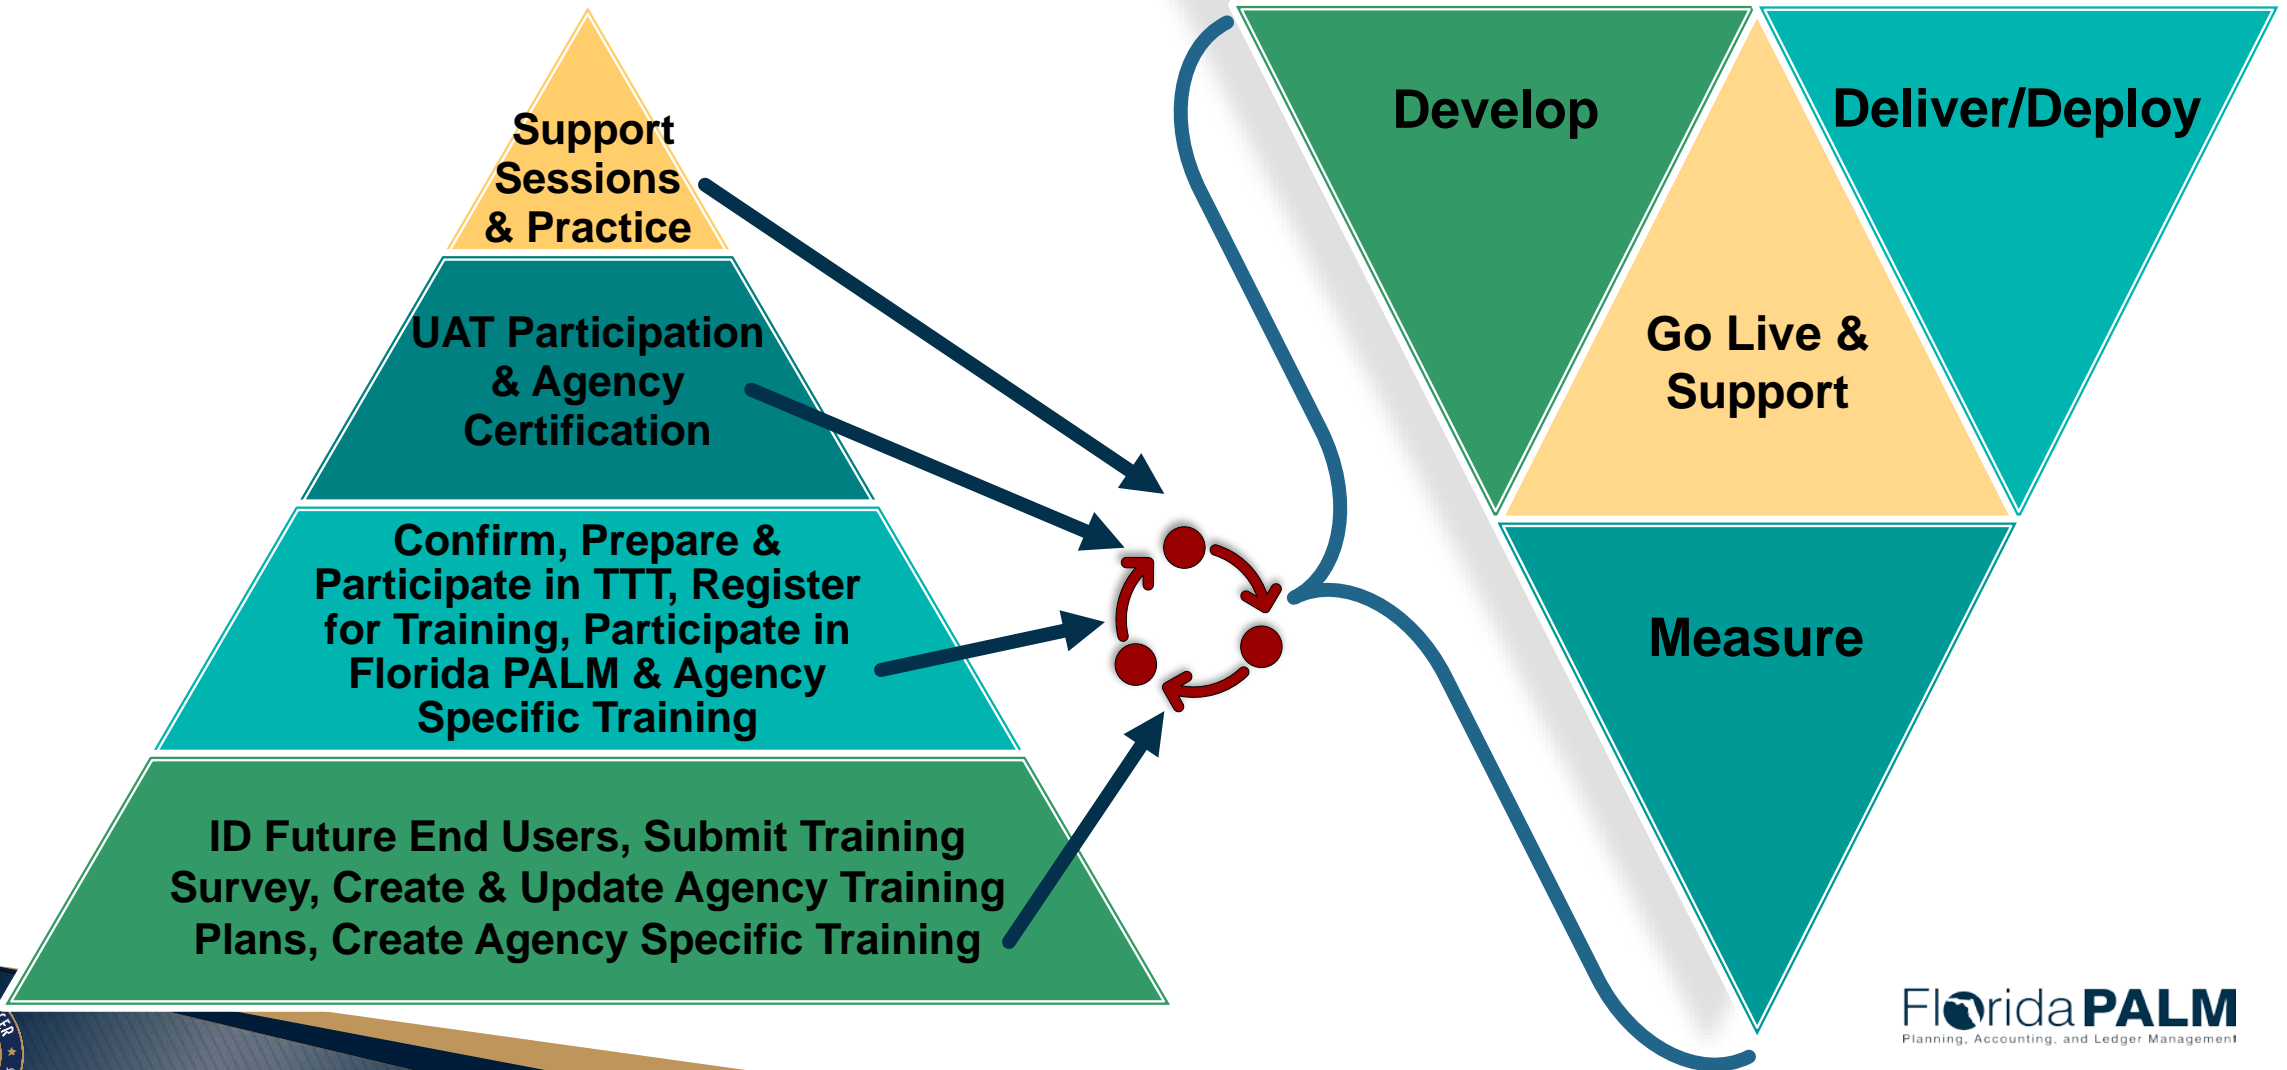 Support
Sessions
& Practice
UAT Participation
& Agency
Certification
Confirm, Prepare &
Participate in TTT, Register
for Training, Participate in
Florida PALM & Agency
Specific Training
ID Future End Users, Submit Training
Survey, Create & Update Agency Training
Plans, Create Agency Specific Training
Develop
Deliver/Deploy
Go Live &
Support
Measure
Florida PALM
Planning, Accounting, and Ledger Management